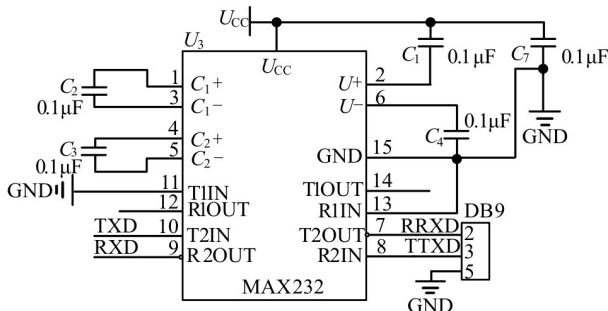 U_CC
U_3
U_CC
C_1
0.1μF
C_7
0.1μF
C_2
0.1μF
1
C_1+
3
C_1−
2
U+
6
U−
0.1μF
C_4
GND
4
C_2+
5
C_2−
C_3
0.1μF
GND
15
GND
11
T1IN
T1OUT
14
12
R1OUT
R1IN
13
DB9
TXD
10
T2IN
T2OUT
7
RRXD
2
RXD
9
R2OUT
R2IN
8
TTXD
3
5
MAX232
GND